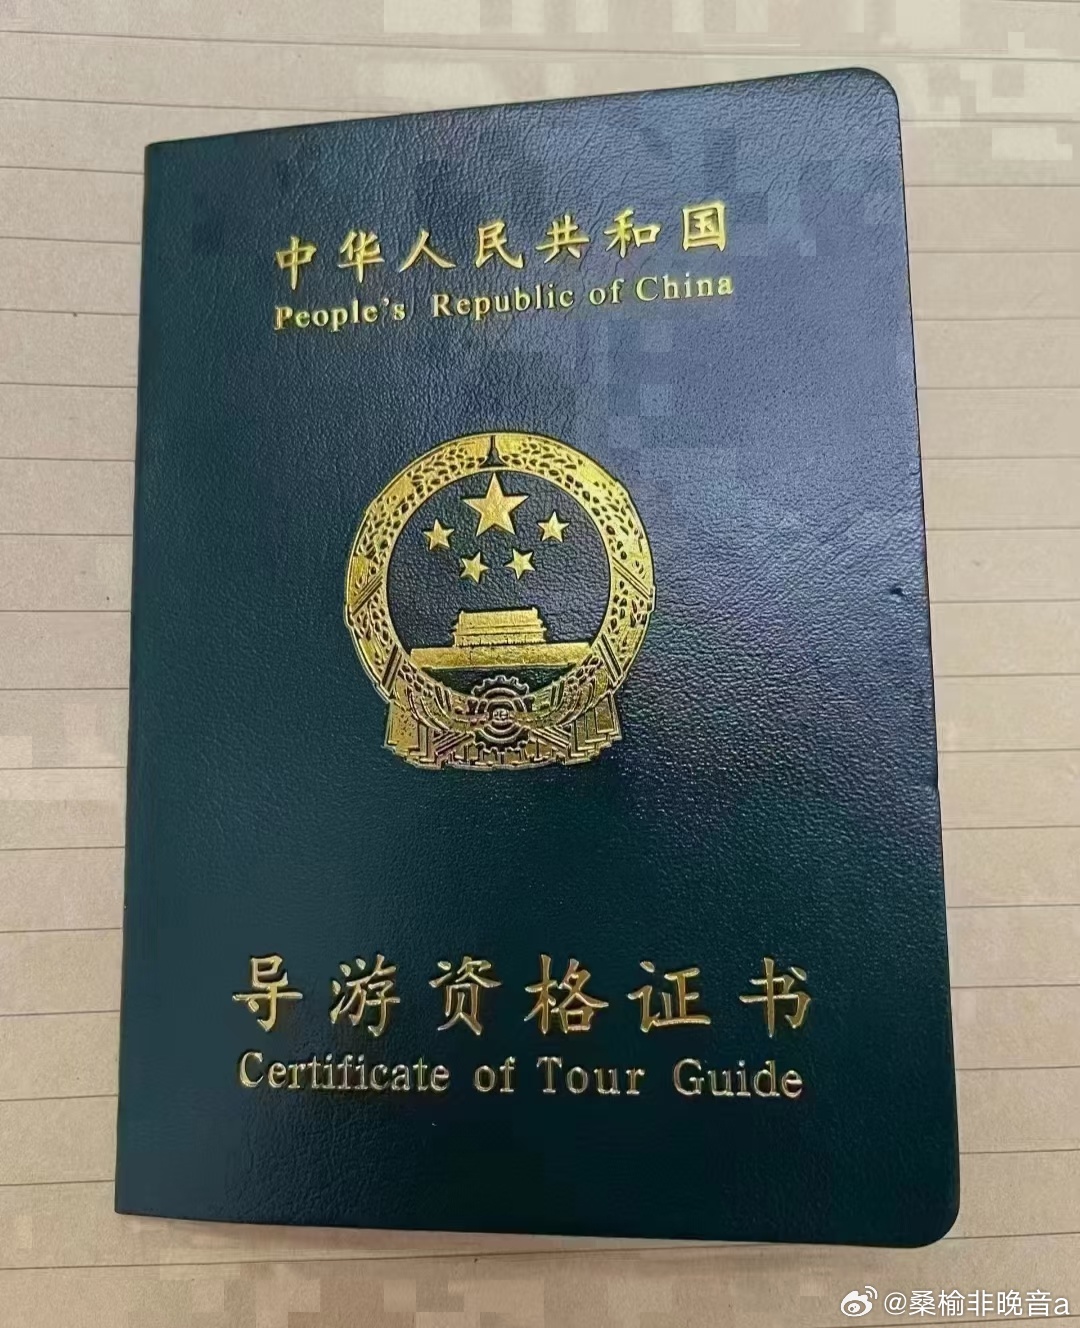 中华人民共和国
People's Republic of China
导游资格证书
Certificate of Tour Guide
@桑榆非晚音a